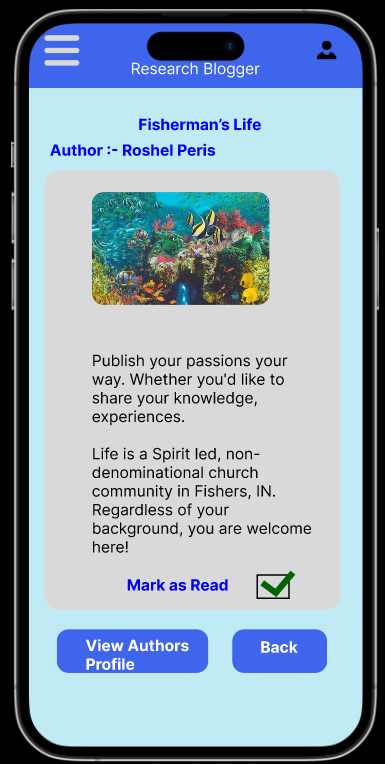 Research Blogger
Fisherman's Life
Author :- Roshel Peris
Publish your passions your
way. Whether you'd like to
share your knowledge,
experiences.
Life is a Spirit led, non-
denominational church
community in Fishers, IN.
Regardless of your
background, you are welcome
here!
Mark as Read
View Authors
Profile
Back